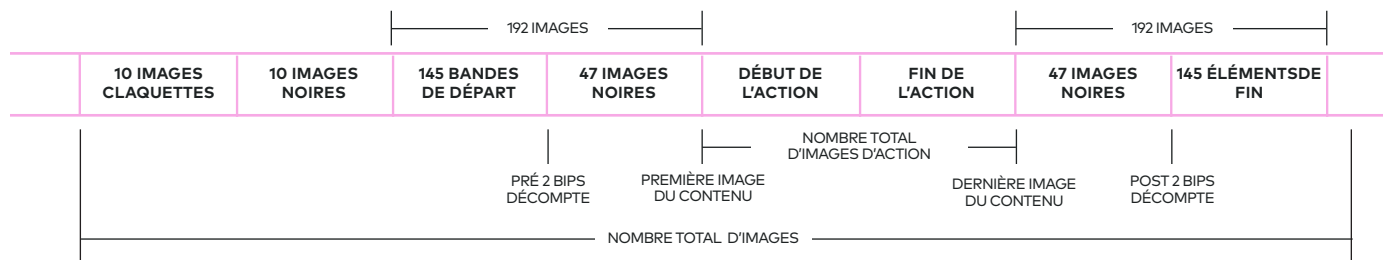 192 IMAGES
192 IMAGES
10 IMAGES
CLAQUETTES
10 IMAGES
NOIRES
145 BANDES
DE DÉPART
47 IMAGES
NOIRES
DÉBUT DE
L'ACTION
FIN DE
L'ACTION
47 IMAGES
NOIRES
145 ÉLÉMENTSDE
FIN
NOMBRE TOTAL
D'IMAGES D'ACTION
PRÉ 2 BIPS
DÉCOMPTE
PREMIÈRE IMAGE
DU CONTENU
DERNIÈRE IMAGE
DU CONTENU
POST 2 BIPS
DÉCOMPTE
NOMBRE TOTAL D'IMAGES